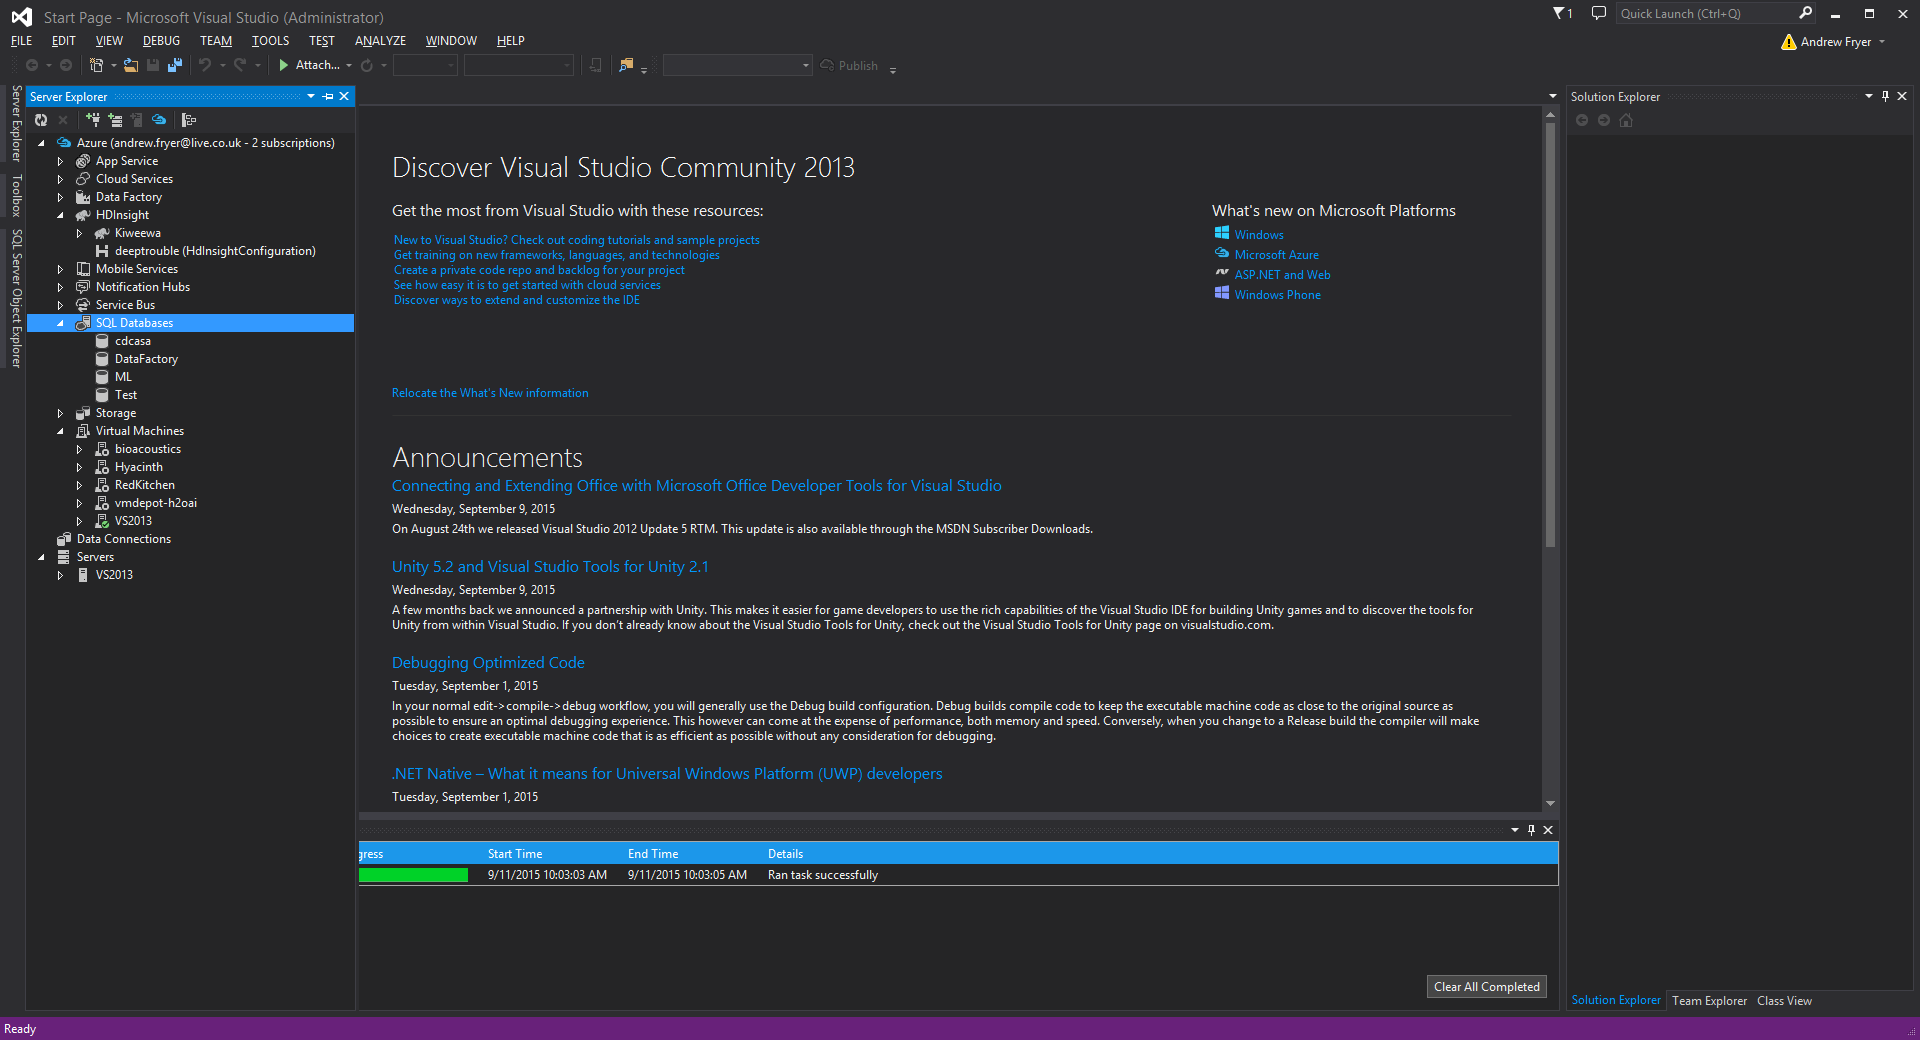 Start Page - Microsoft Visual Studio (Administrator)
1
Quick Launch (Ctrl+Q)
FILE EDIT VIEW DEBUG TEAM TOOLS TEST ANALYZE WINDOW HELP
Andrew Fryer
Attach...
Publish
Server Explorer
Toolbox
SQL Server Object Explorer
Server Explorer
Azure (andrew.fryer@live.co.uk - 2 subscriptions)
App Service
Cloud Services
Data Factory
HDInsight
Kiweewa
deeptrouble (HdInsightConfiguration)
Mobile Services
Notification Hubs
Service Bus
SQL Databases
cdcasa
DataFactory
ML
Test
Storage
Virtual Machines
bioacoustics
Hyacinth
RedKitchen
vmdepot-h2oai
VS2013
Data Connections
Servers
VS2013
Discover Visual Studio Community 2013
Get the most from Visual Studio with these resources:
New to Visual Studio? Check out coding tutorials and sample projects
Get training on new frameworks, languages, and technologies
Create a private code repo and backlog for your project
See how easy it is to get started with cloud services
Discover ways to extend and customize the IDE
What's new on Microsoft Platforms
Windows
Microsoft Azure
ASP.NET and Web
Windows Phone
Relocate the What's New information
Announcements
Connecting and Extending Office with Microsoft Office Developer Tools for Visual Studio
Wednesday, September 9, 2015
On August 24th we released Visual Studio 2012 Update 5 RTM. This update is also available through the MSDN Subscriber Downloads.
Unity 5.2 and Visual Studio Tools for Unity 2.1
Wednesday, September 9, 2015
A few months back we announced a partnership with Unity. This makes it easier for game developers to use the rich capabilities of the Visual Studio IDE for building Unity games and to discover the tools for
Unity from within Visual Studio. If you don't already know about the Visual Studio Tools for Unity, check out the Visual Studio Tools for Unity page on visualstudio.com.
Debugging Optimized Code
Tuesday, September 1, 2015
In your normal edit->compile->debug workflow, you will generally use the Debug build configuration. Debug builds compile code to keep the executable machine code as close to the original source as
possible to ensure an optimal debugging experience. This however can come at the expense of performance, both memory and speed. Conversely, when you change to a Release build the compiler will make
choices to create executable machine code that is as efficient as possible without any consideration for debugging.
.NET Native – What it means for Universal Windows Platform (UWP) developers
Tuesday, September 1, 2015
gress Start Time End Time Details
9/11/2015 10:03:03 AM 9/11/2015 10:03:05 AM Ran task successfully
Clear All Completed
Solution Explorer
Solution Explorer Team Explorer Class View
Ready